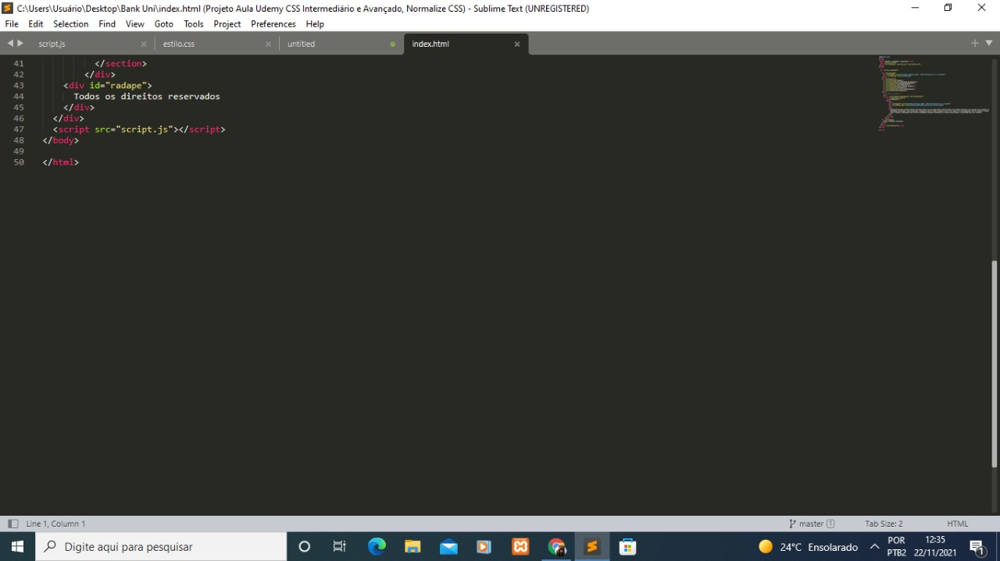 C:\Users\Usuário\Desktop\Bank Uni\index.html (Projeto Aula Udemy CSS Intermediário e Avançado, Normalize CSS) - Sublime Text (UNREGISTERED)
File Edit Selection Find View Goto Tools Project Preferences Help
script.js estilo.css untitled index.html
41 </section>
42 </div>
43 <div id="radape">
44 Todos os direitos reservados
45 </div>
46 </div>
47 <script src="script.js"></script>
48 </body>
49
50 </html>
Line 1, Column 1 master 1 Tab Size: 2 HTML
Digite aqui para pesquisar 24°C Ensolarado POR 12:35
PTB2 22/11/2021 1